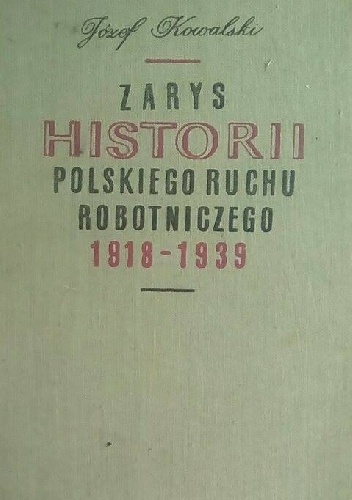 Józef Kowalski
ZARYS
HISTORII
POLSKIEGO RUCHU
ROBOTNICZEGO
1918-1939